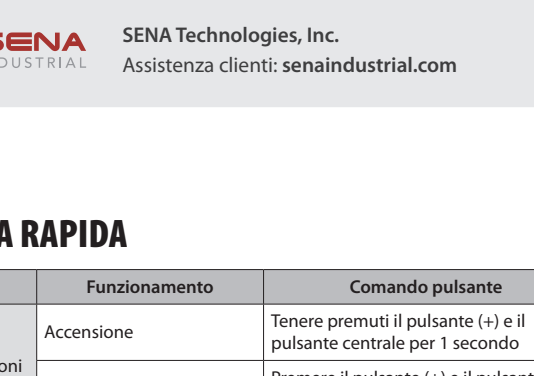 SENA
INDUSTRIAL
SENA Technologies, Inc.
Assistenza clienti: senaindustrial.com
A RAPIDA
Funzionamento
Comando pulsante
Accensione
Tenere premuti il pulsante (+) e il
pulsante centrale per 1 secondo
oni